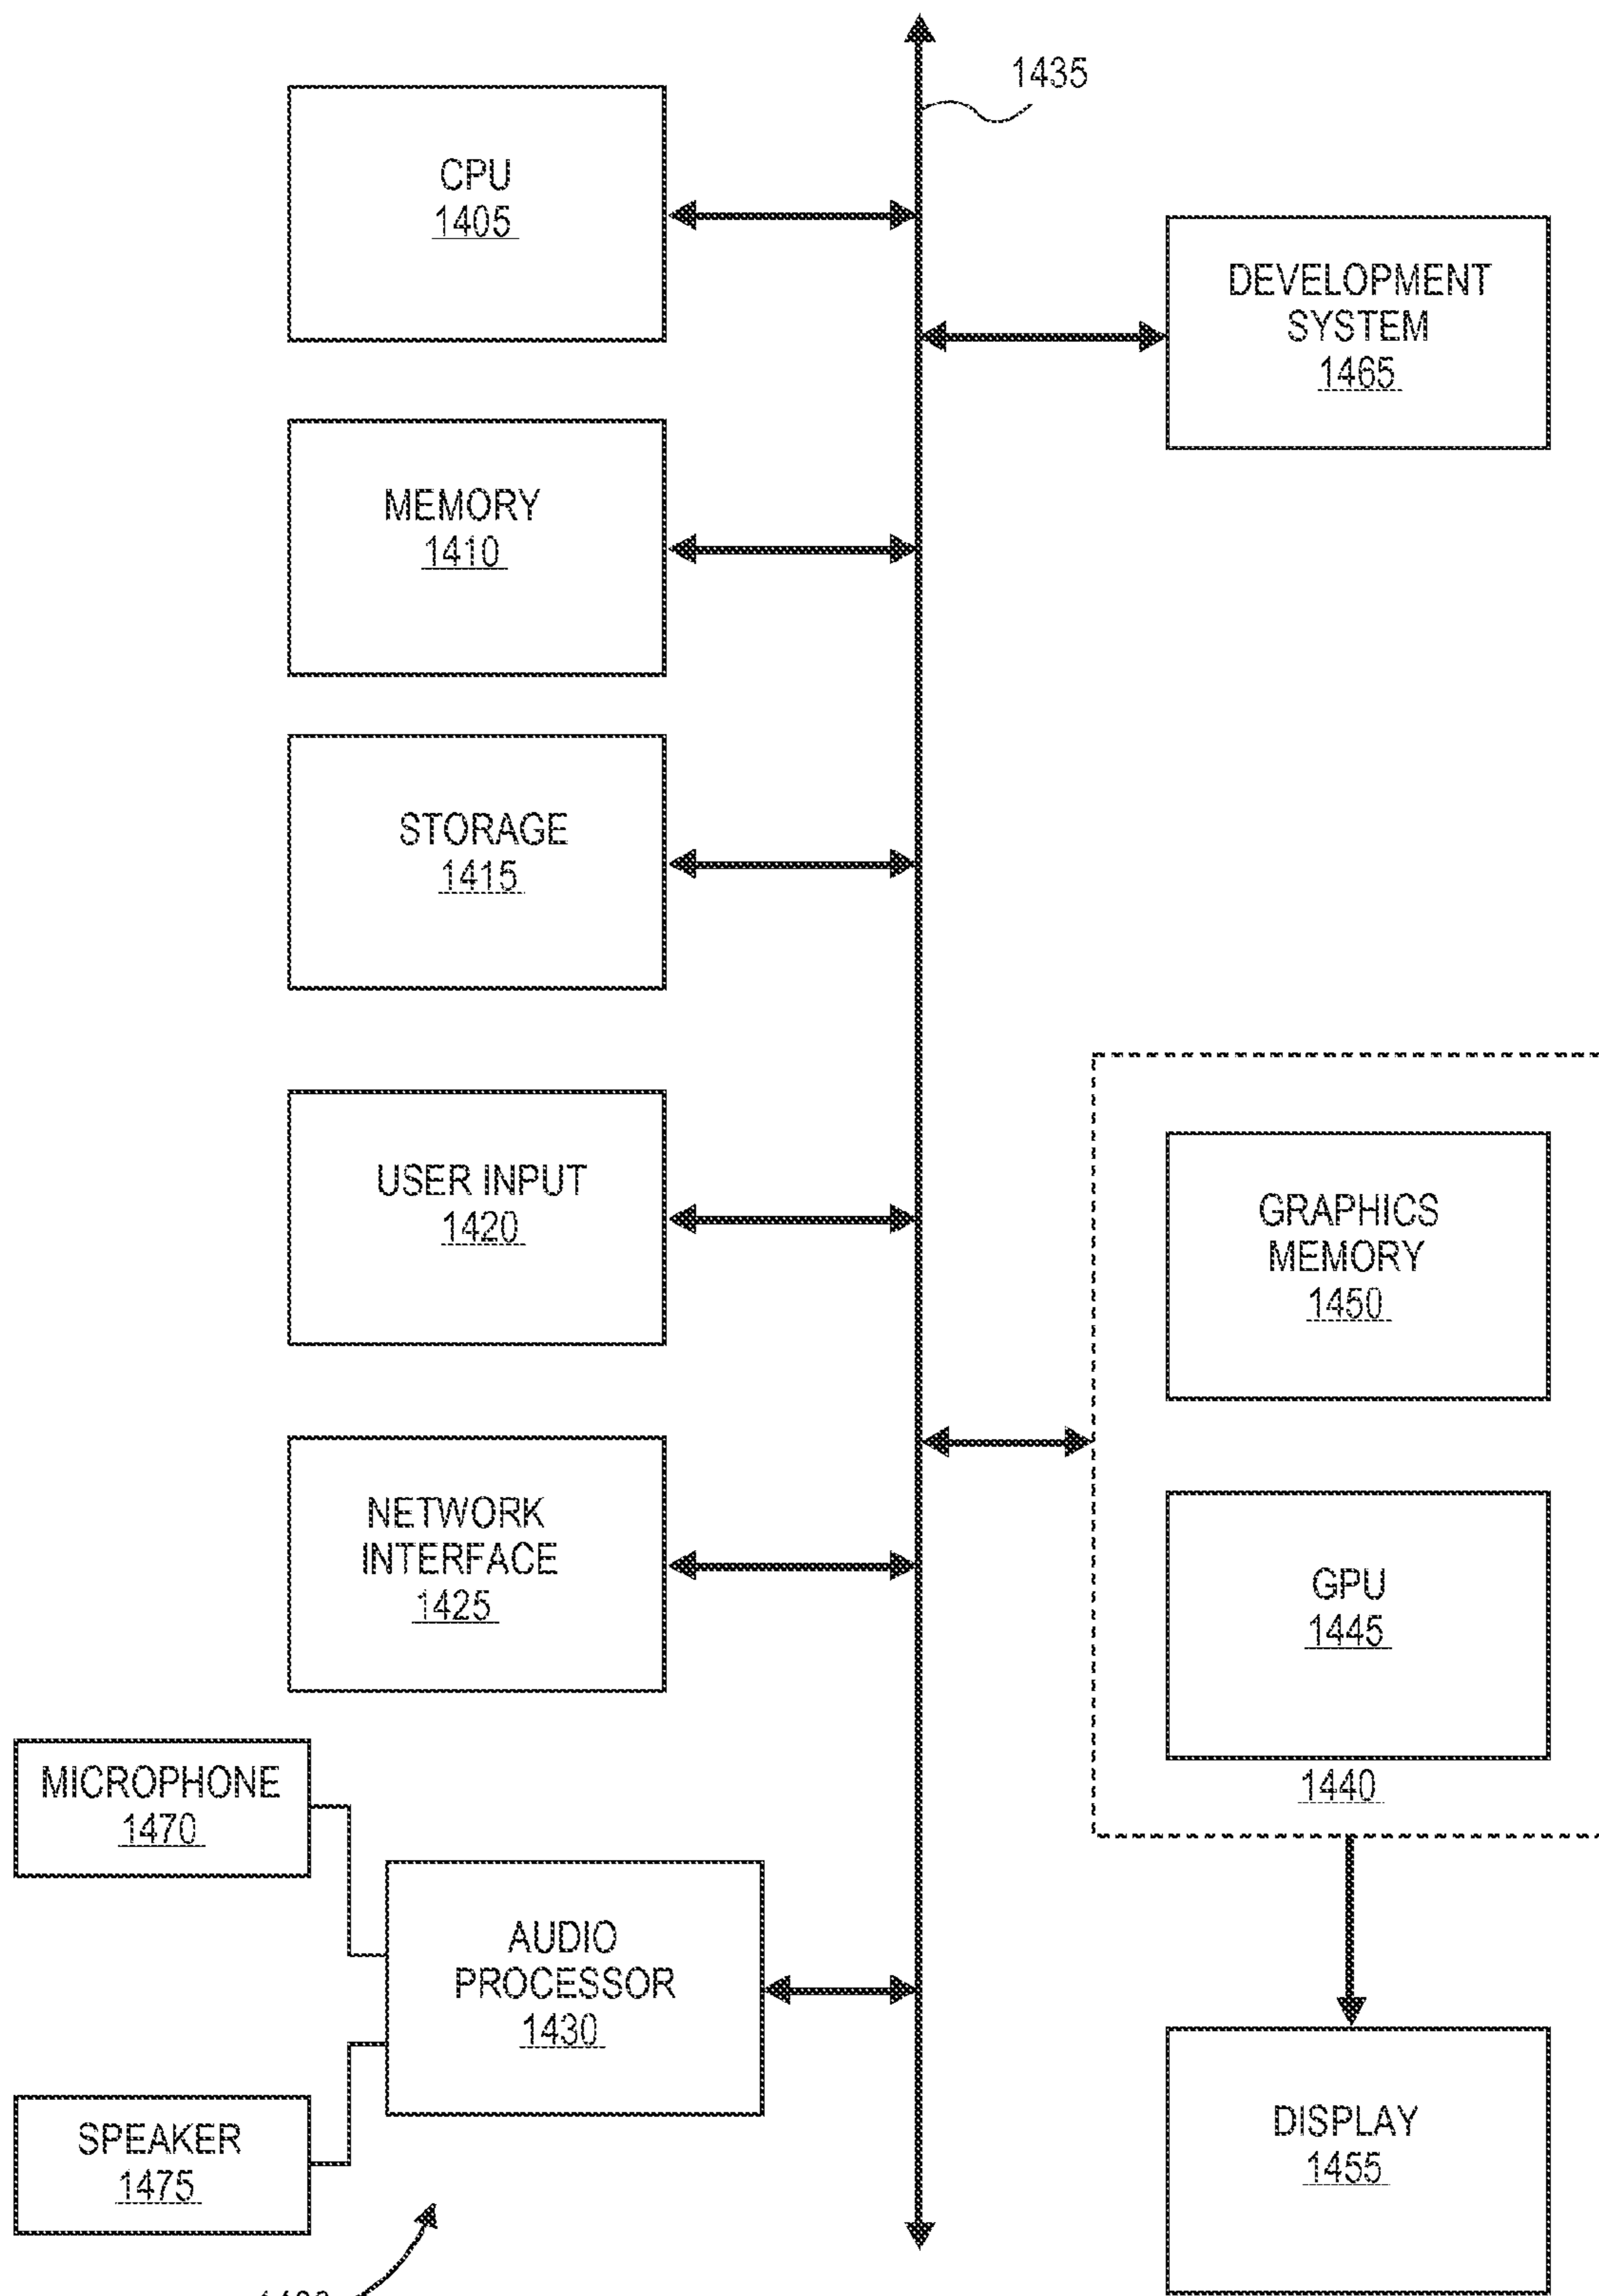 1435
CPU
1405
DEVELOPMENT
SYSTEM
1465
MEMORY
1410
STORAGE
1415
USER INPUT
1420
GRAPHICS
MEMORY
1450
NETWORK
INTERFACE
1425
GPU
1445
1440
MICROPHONE
1470
AUDIO
PROCESSOR
1430
SPEAKER
1475
DISPLAY
1455